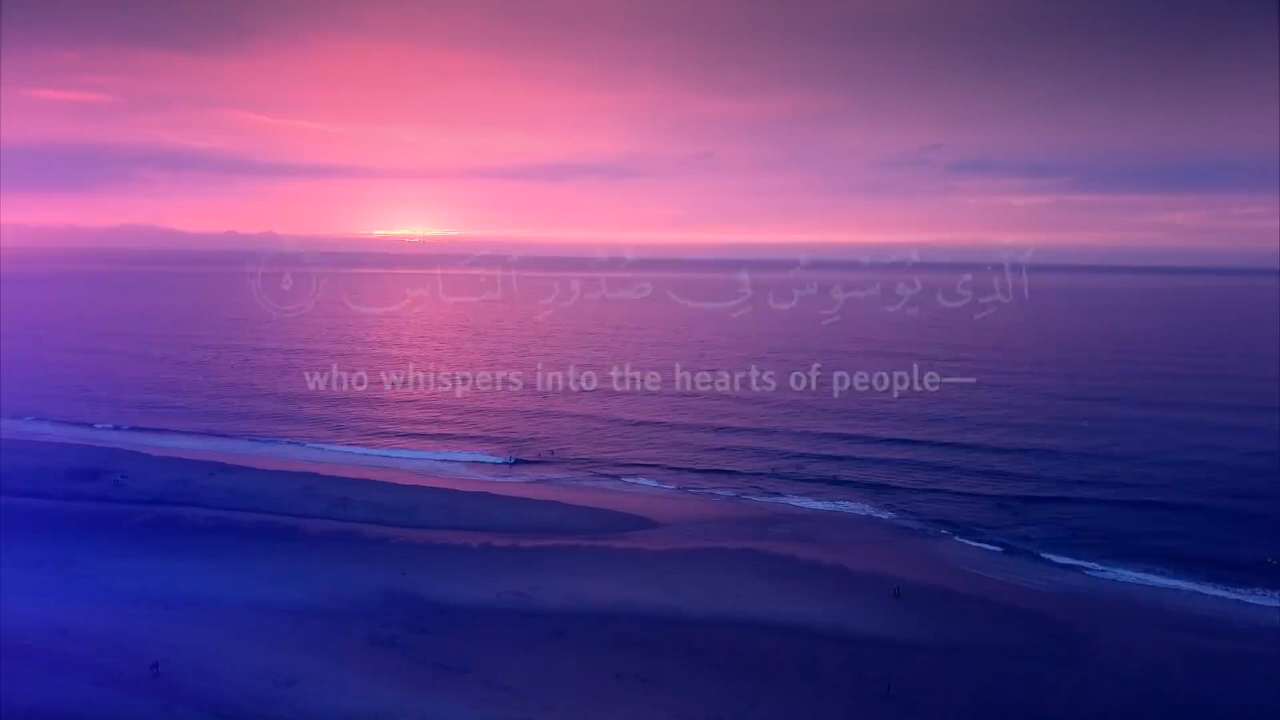 ٱلَّذِى يُوَسْوِسُ فِى صُدُورِ ٱلنَّاسِ ٥
who whispers into the hearts of people—